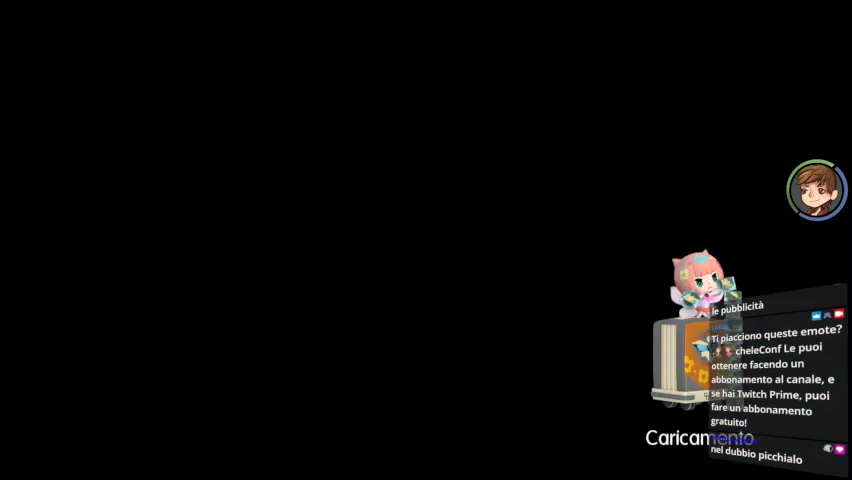 le pubblicità
Ti piacciono queste emote?
cheleConf Le puoi
ottenere facendo un
abbonamento al canale, e
se hai Twitch Prime, puoi
fare un abbonamento
gratuito!
Caricamento
nel dubbio picchialo